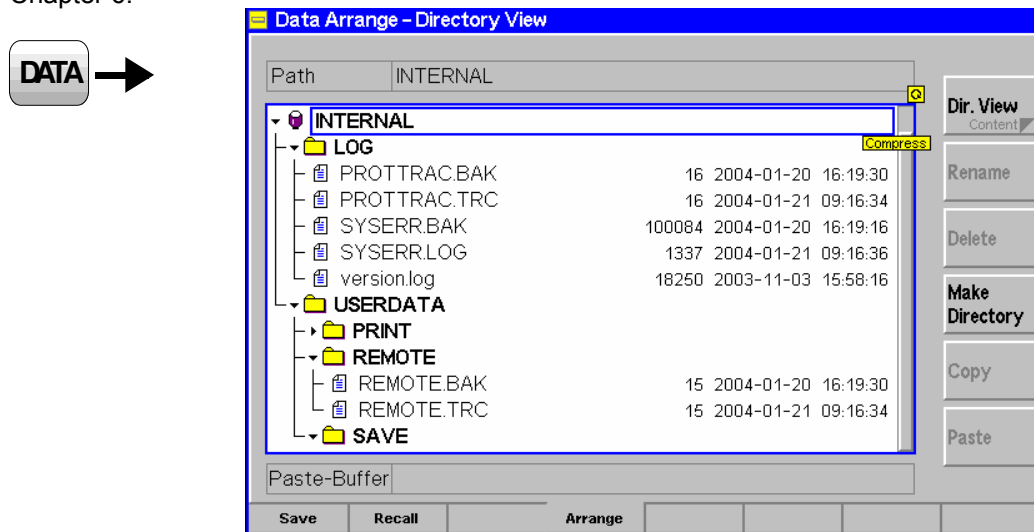 Data Arrange – Directory View
DATA
Path INTERNAL
INTERNAL
Compress
LOG
PROTTRAC.BAK 16 2004-01-20 16:19:30
PROTTRAC.TRC 16 2004-01-21 09:16:34
SYSERR.BAK 100084 2004-01-20 16:19:16
SYSERR.LOG 1337 2004-01-21 09:16:36
version.log 18250 2003-11-03 15:58:16
USERDATA
PRINT
REMOTE
REMOTE.BAK 15 2004-01-20 16:19:30
REMOTE.TRC 15 2004-01-21 09:16:34
SAVE
Paste-Buffer
Dir. View
Content
Rename
Delete
Make
Directory
Copy
Paste
Save Recall Arrange